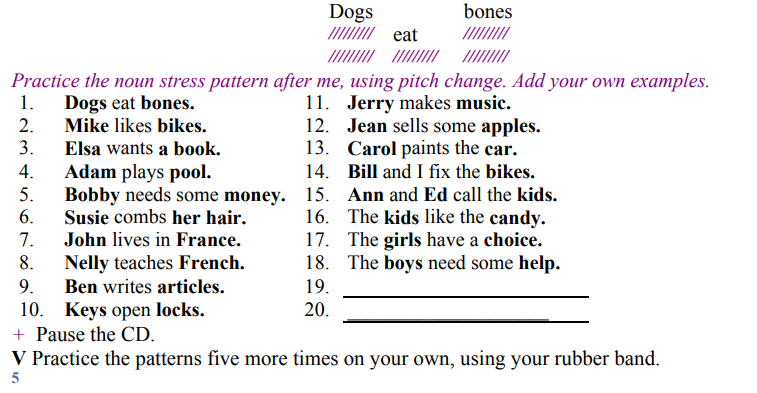 Dogs bones
///////// eat /////////
///////// ///////// /////////
Practice the noun stress pattern after me, using pitch change. Add your own examples.
1. Dogs eat bones. 11. Jerry makes music.
2. Mike likes bikes. 12. Jean sells some apples.
3. Elsa wants a book. 13. Carol paints the car.
4. Adam plays pool. 14. Bill and I fix the bikes.
5. Bobby needs some money. 15. Ann and Ed call the kids.
6. Susie combs her hair. 16. The kids like the candy.
7. John lives in France. 17. The girls have a choice.
8. Nelly teaches French. 18. The boys need some help.
9. Ben writes articles. 19. 
10. Keys open locks. 20. 
+ Pause the CD.
V Practice the patterns five more times on your own, using your rubber band.
5